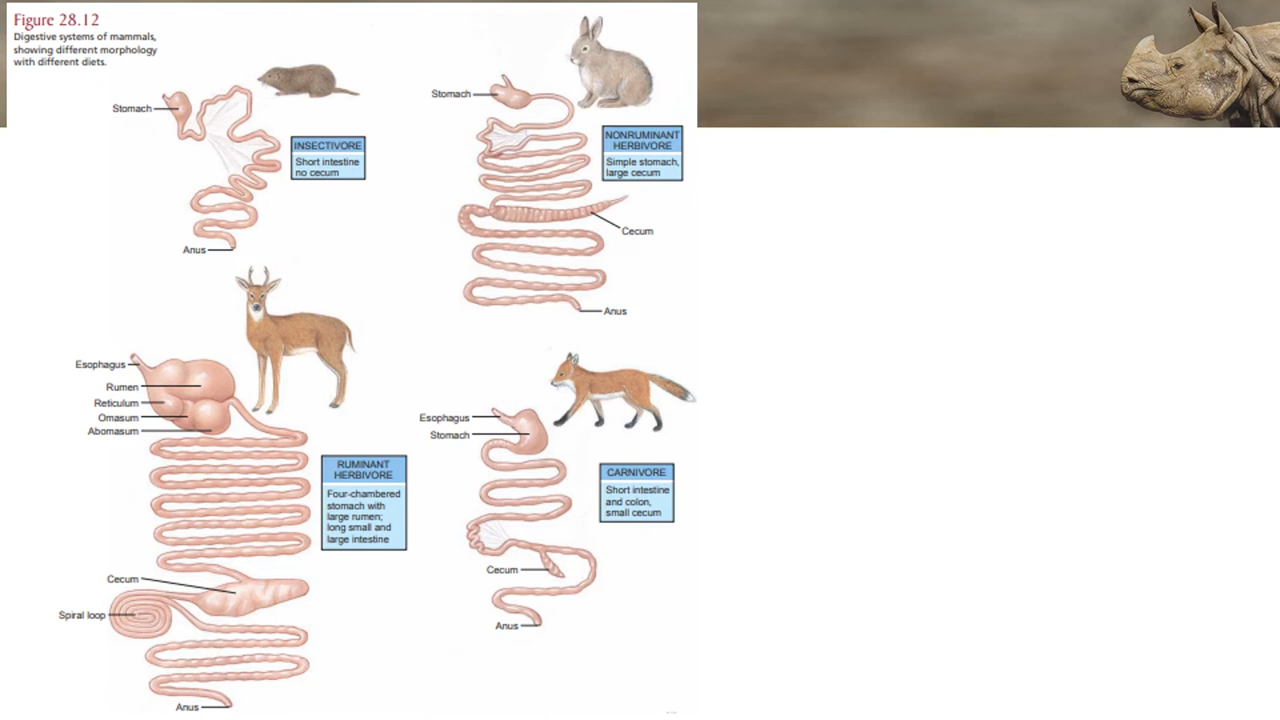 Figure 28.12
Digestive systems of mammals,
showing different morphology
with different diets.
Stomach
INSECTIVORE
Short intestine
no cecum
Anus
Stomach
NONRUMINANT
HERBIVORE
Simple stomach,
large cecum
Cecum
Anus
Esophagus
Rumen
Reticulum
Omasum
Abomasum
RUMINANT
HERBIVORE
Four-chambered
stomach with
large rumen;
long small and
large intestine
Cecum
Spiral loop
Anus
Esophagus
Stomach
CARNIVORE
Short intestine
and colon,
small cecum
Cecum
Anus